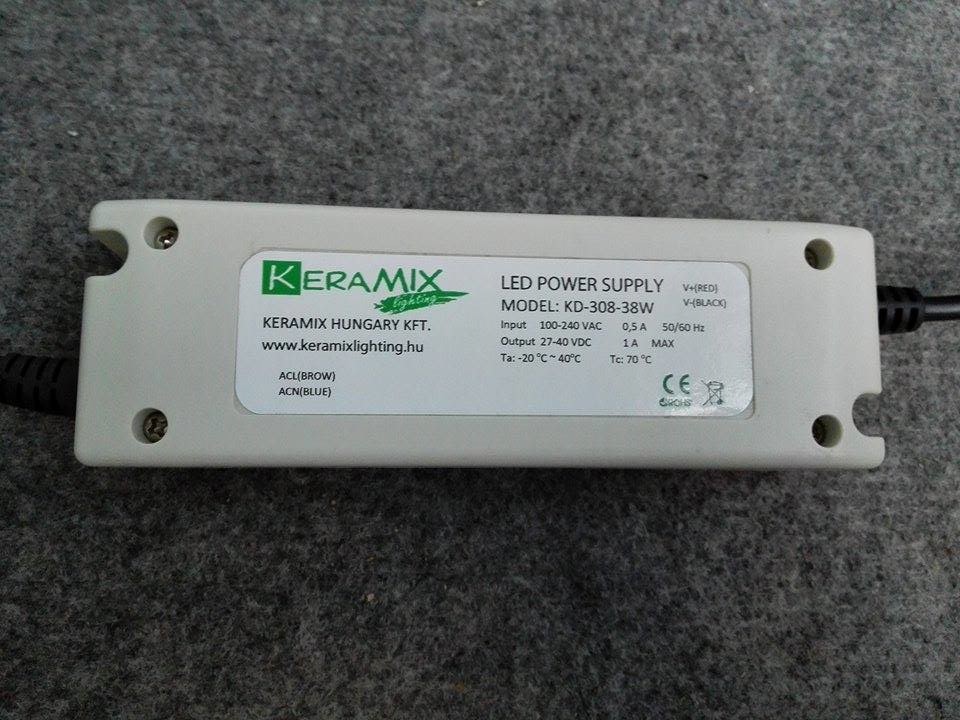 KERAMIX
lighting
KERAMIX HUNGARY KFT.
www.keramixlighting.hu
ACL(BROW)
ACN(BLUE)
LED POWER SUPPLY
MODEL: KD-308-38W
V+(RED)
V-(BLACK)
Input 100-240 VAC 0,5 A 50/60 Hz
Output 27-40 VDC 1 A MAX
Ta: -20 °C ~ 40°C Tc: 70 °C
CE
ROHS